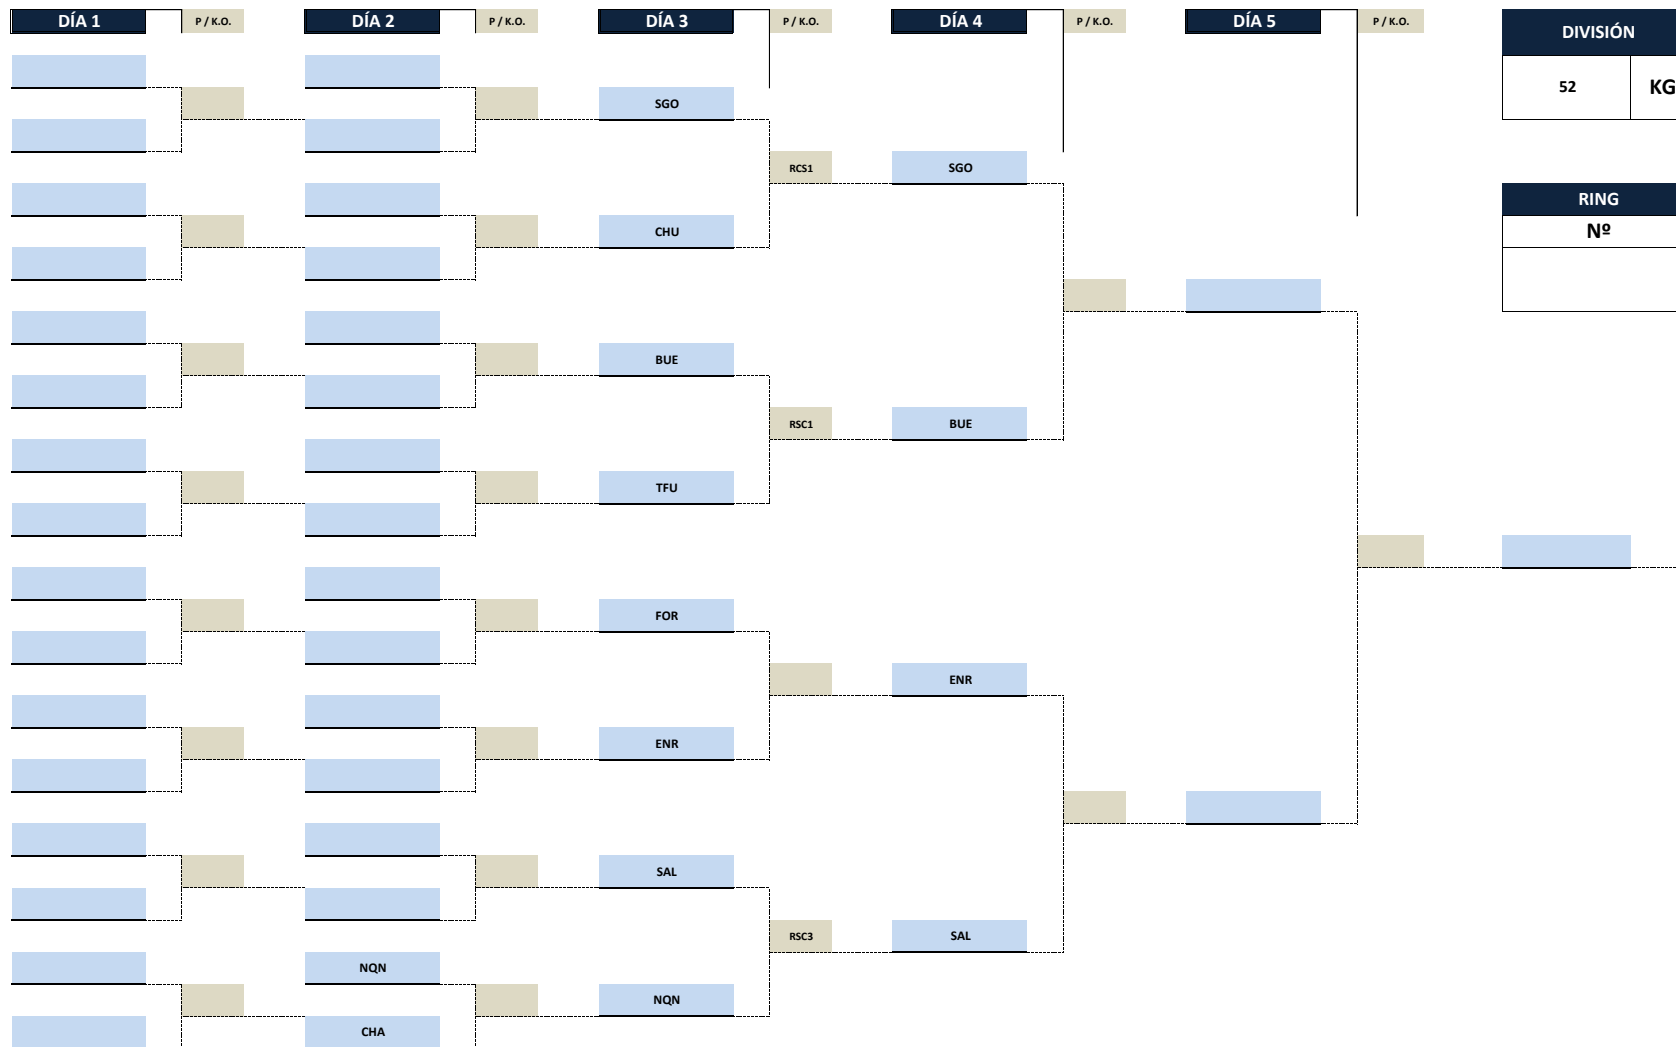 DÍA 1 P / K.O. DÍA 2 P / K.O. DÍA 3 P / K.O. DÍA 4 P / K.O. DÍA 5 P / K.O. DIVISIÓN
52 KG
SGO
RCS1 SGO
RING
CHU
Nº
BUE
RSC1 BUE
TFU
FOR
ENR
ENR
SAL
RSC3 SAL
NQN
NQN
CHA